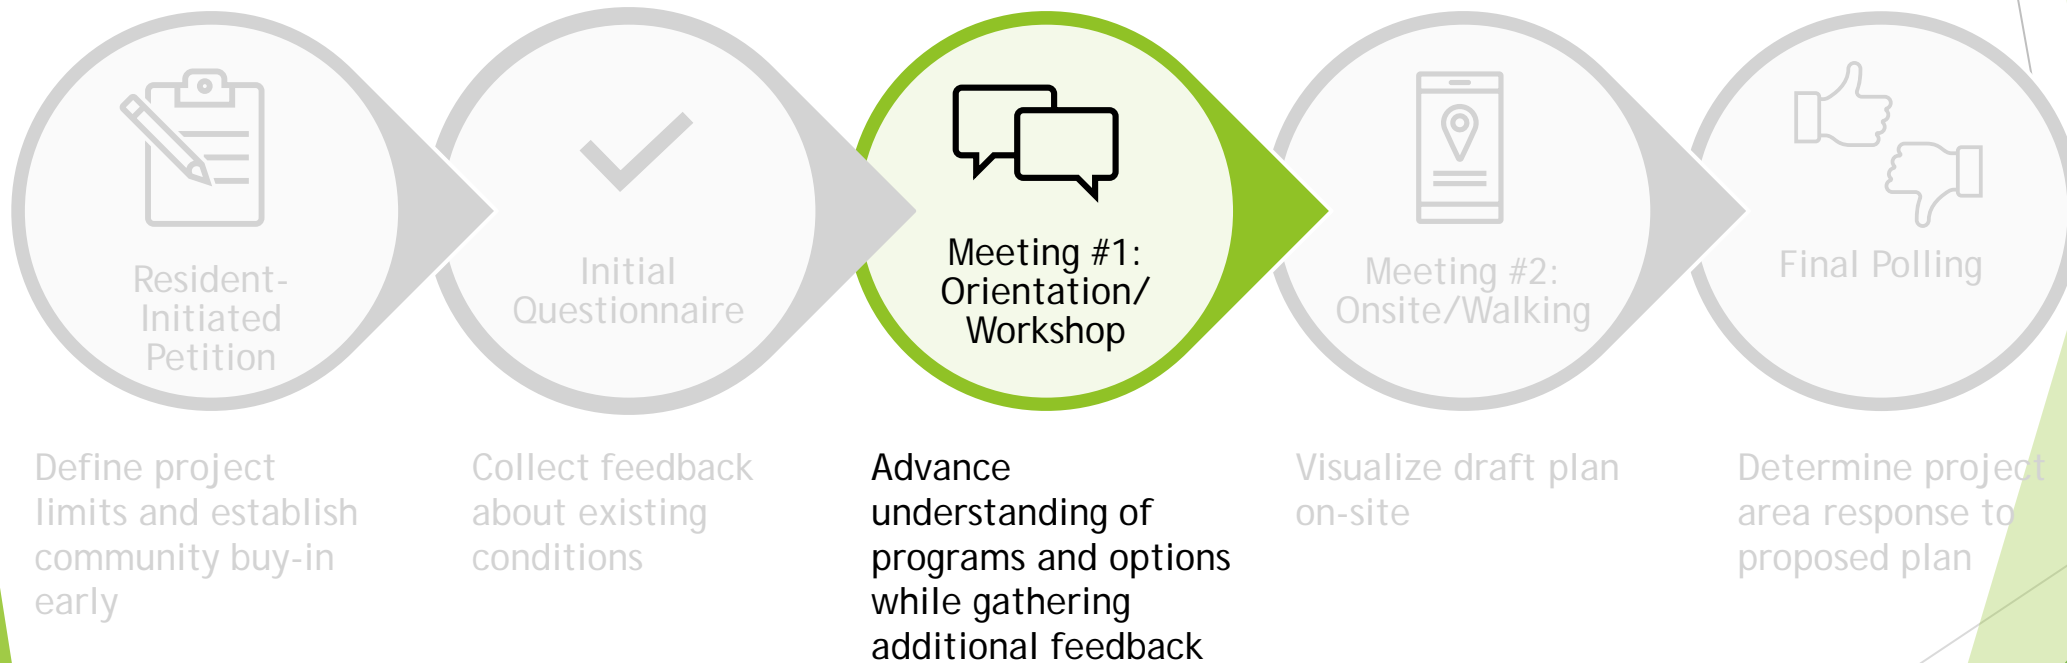 Resident-
Initiated
Petition
Initial
Questionnaire
Meeting #1:
Orientation/
Workshop
Meeting #2:
Onsite/Walking
Final Polling
Define project
limits and establish
community buy-in
early
Collect feedback
about existing
conditions
Advance
understanding of
programs and options
while gathering
additional feedback
Visualize draft plan
on-site
Determine project
area response to
proposed plan